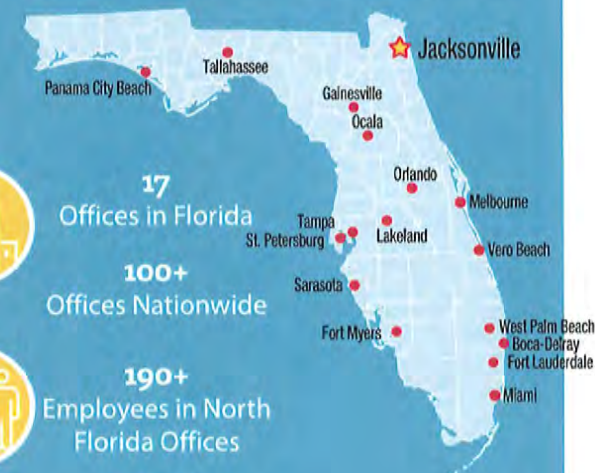 Jacksonville
Tallahassee
Panama City Beach
Gainesville
Ocala
Orlando
Melbourne
Tampa
St. Petersburg
Lakeland
Vero Beach
Sarasota
Fort Myers
West Palm Beach
Boca-Delray
Fort Lauderdale
Miami
17
Offices in Florida
100+
Offices Nationwide
190+
Employees in North
Florida Offices